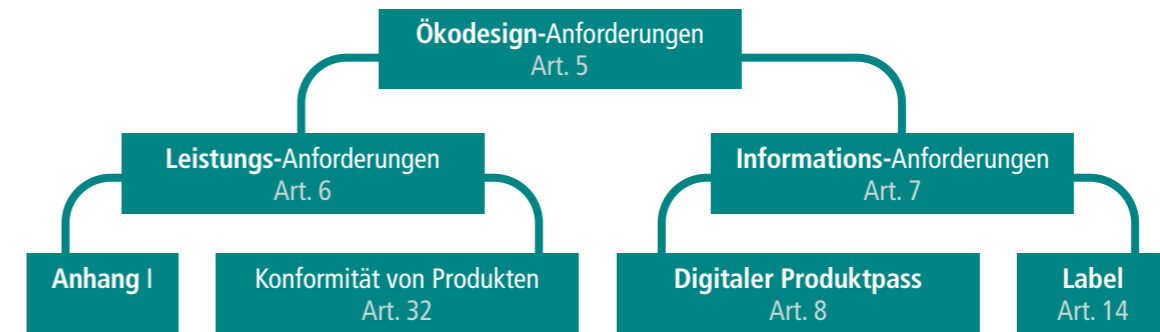 Ökodesign-Anforderungen
Art. 5
Leistungs-Anforderungen
Art. 6
Informations-Anforderungen
Art. 7
Anhang I
Konformität von Produkten
Art. 32
Digitaler Produktpass
Art. 8
Label
Art. 14